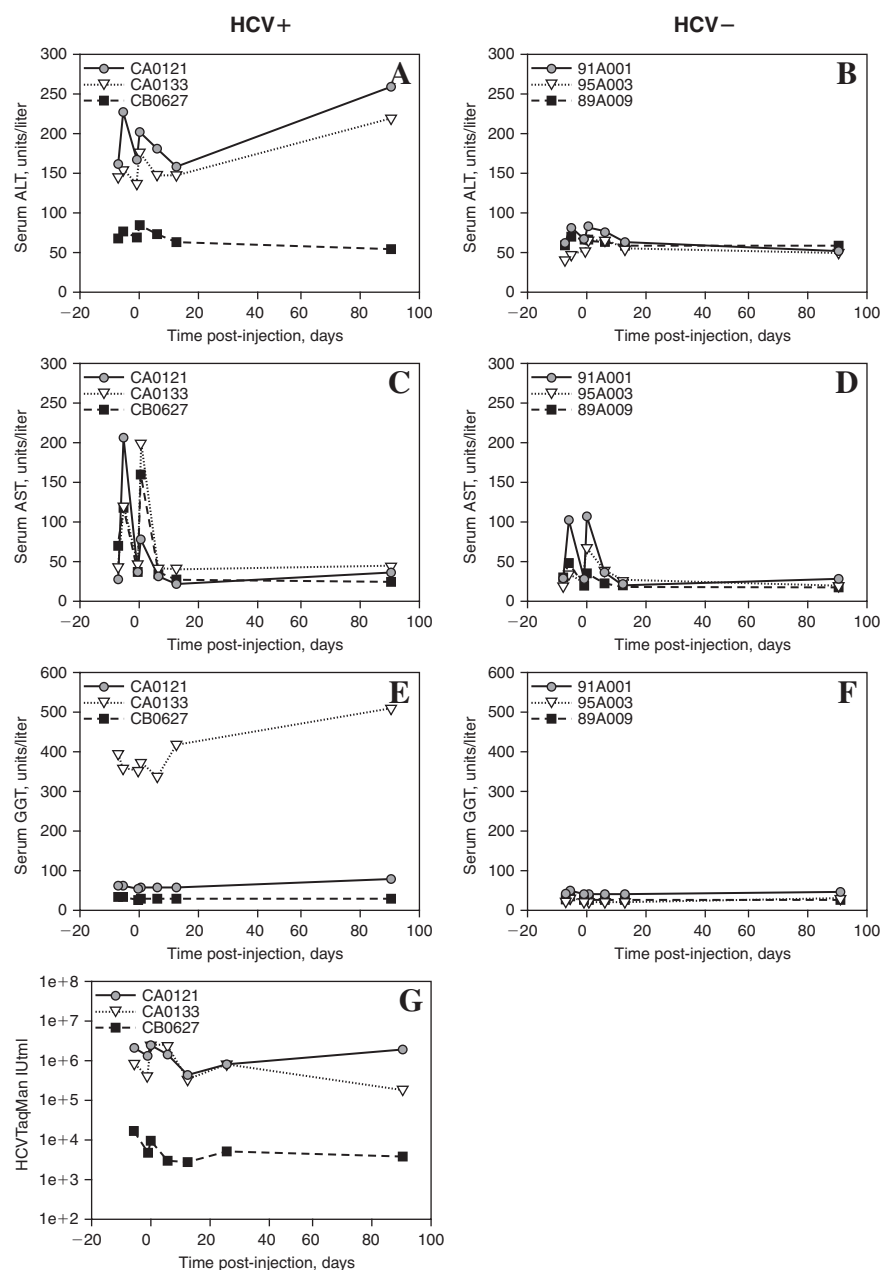 HCV+
HCV−
300
250
200
150
100
50
0
−20
0
20
40
60
80
100
Serum ALT, units/liter
Time post-injection, days
CA0121
CA0133
CB0627
A
300
250
200
150
100
50
0
−20
0
20
40
60
80
100
Serum ALT, units/liter
Time post-injection, days
91A001
95A003
89A009
B
300
250
200
150
100
50
0
−20
0
20
40
60
80
100
Serum AST, units/liter
Time post-injection, days
CA0121
CA0133
CB0627
C
300
250
200
150
100
50
0
−20
0
20
40
60
80
100
Serum AST, units/liter
Time post-injection, days
91A001
95A003
89A009
D
600
500
400
300
200
100
0
−20
0
20
40
60
80
100
Serum GGT, units/liter
Time post-injection, days
CA0121
CA0133
CB0627
E
600
500
400
300
200
100
0
−20
0
20
40
60
80
100
Serum GGT, units/liter
Time post-injection, days
91A001
95A003
89A009
F
1e+8
1e+7
1e+6
1e+5
1e+4
1e+3
1e+2
−20
0
20
40
60
80
100
HCVTaqMan IUtml
Time post-injection, days
CA0121
CA0133
CB0627
G